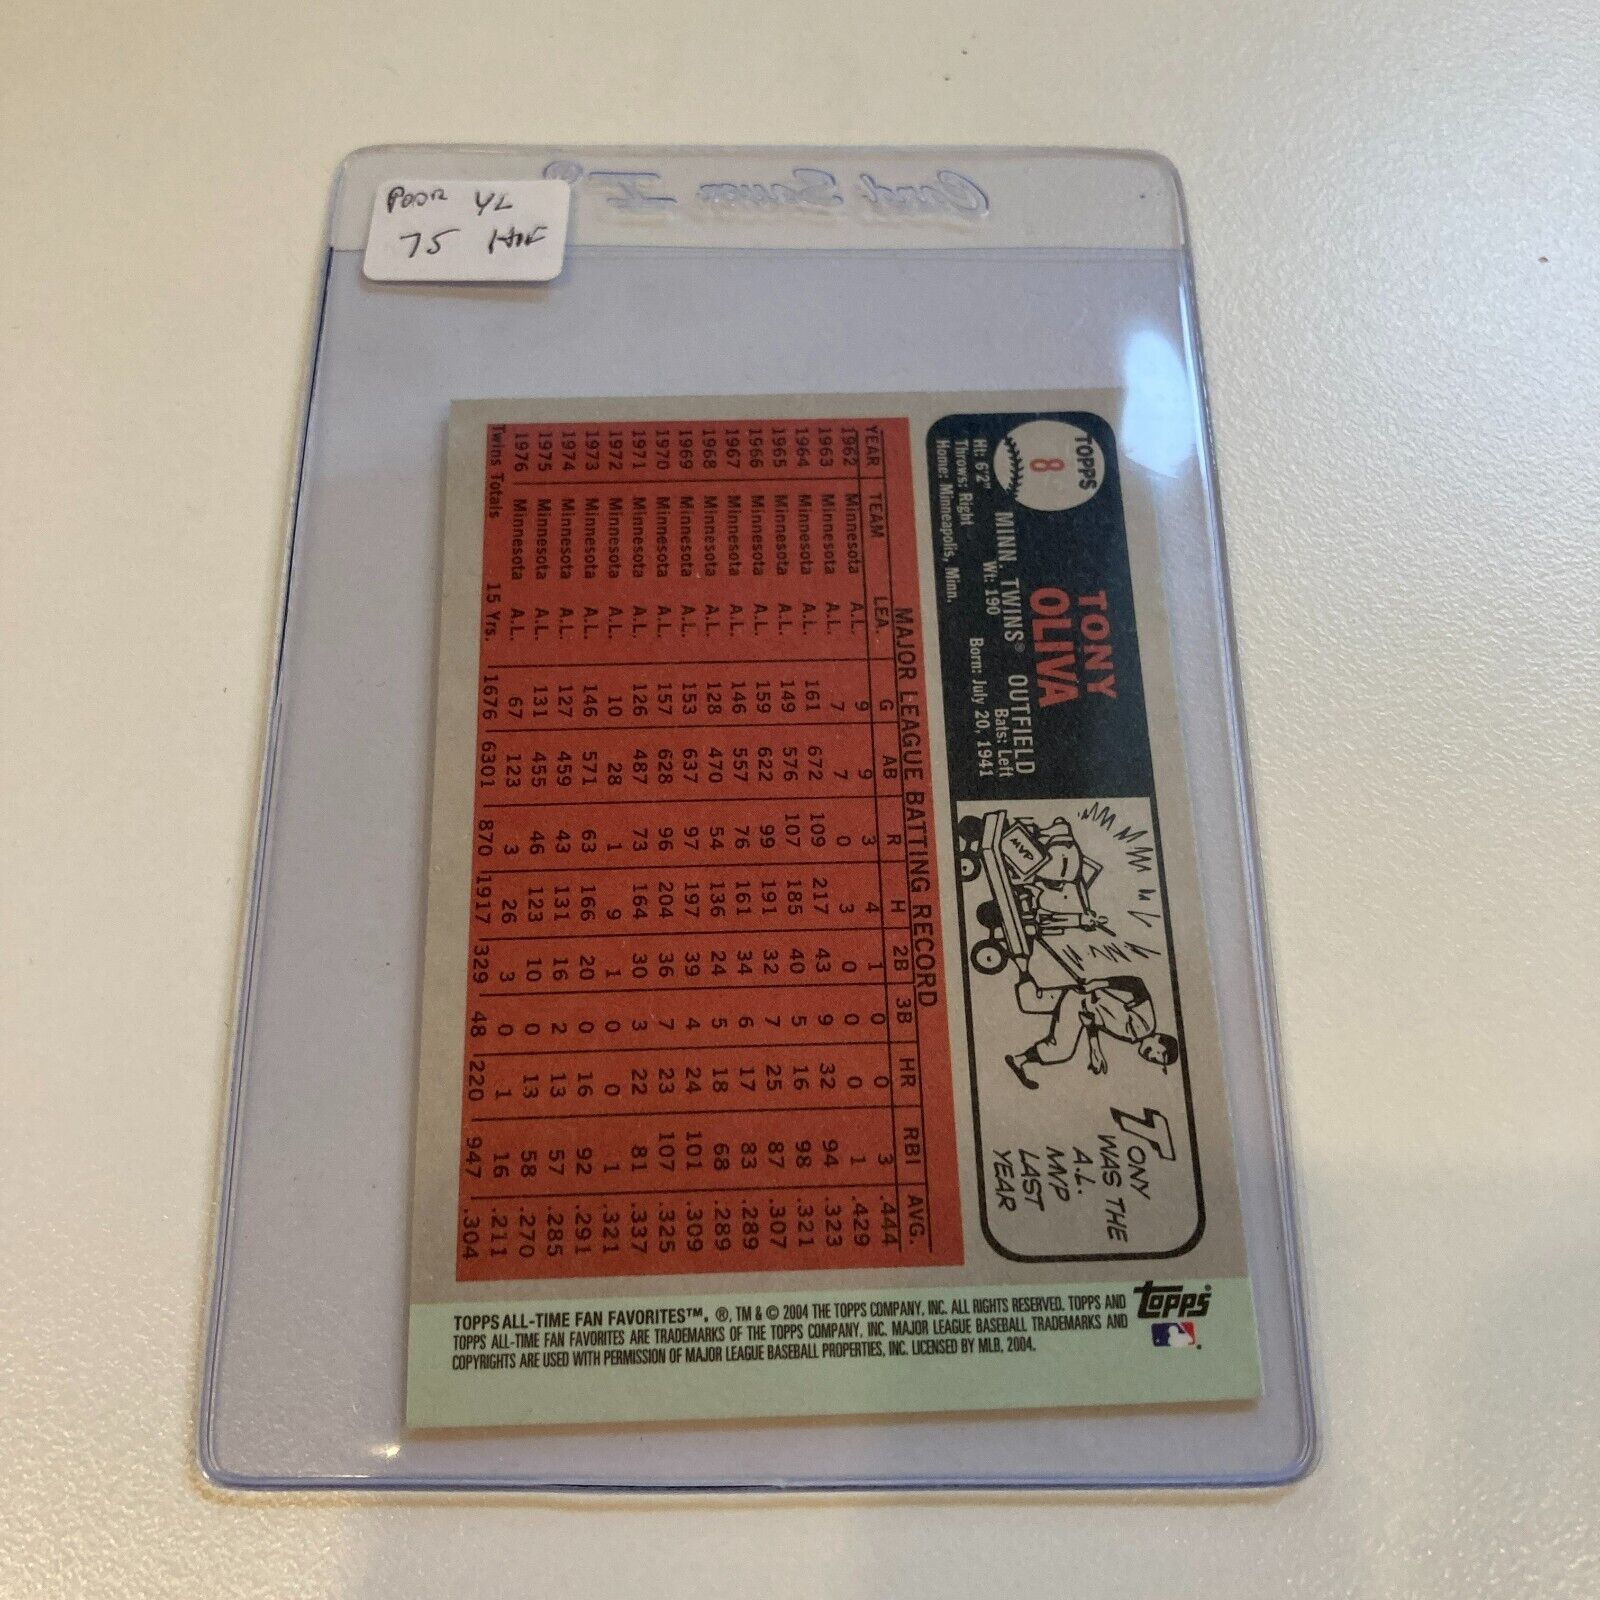 Card Saver II®
75 HOF
TOPPS
8
TONY
OLIVA
MINN. TWINS® OUTFIELD
Ht: 6'2" Wt: 190 Bats: Left
Throws: Right Born: July 20, 1941
Home: Minneapolis, Minn.
MVP
TONY
WAS THE
A.L.
MVP
LAST
YEAR
MAJOR LEAGUE BATTING RECORD
YEAR TEAM LEA. G AB R H 2B 3B HR RBI AVG.
1962 Minnesota A.L. 9 9 3 4 1 0 0 3 .444
1963 Minnesota A.L. 7 7 0 3 0 0 0 1 .429
1964 Minnesota A.L. 161 672 109 217 43 9 32 94 .323
1965 Minnesota A.L. 149 576 107 185 40 5 16 98 .321
1966 Minnesota A.L. 159 622 99 191 32 7 25 87 .307
1967 Minnesota A.L. 146 557 76 161 34 6 17 83 .289
1968 Minnesota A.L. 128 470 54 136 24 5 18 68 .289
1969 Minnesota A.L. 153 637 97 197 39 4 24 101 .309
1970 Minnesota A.L. 157 628 96 204 36 7 23 107 .325
1971 Minnesota A.L. 126 487 73 164 30 3 22 81 .337
1972 Minnesota A.L. 10 28 1 9 1 0 0 1 .321
1973 Minnesota A.L. 146 571 63 166 20 0 16 92 .291
1974 Minnesota A.L. 127 459 43 131 16 2 13 57 .285
1975 Minnesota A.L. 131 455 46 123 10 0 13 58 .270
1976 Minnesota A.L. 67 123 3 26 3 0 1 16 .211
Twins Totals 15 Yrs. 1676 6301 870 1917 329 48 220 947 .304
TOPPS ALL-TIME FAN FAVORITES™. ®, TM & © 2004 THE TOPPS COMPANY, INC. ALL RIGHTS RESERVED. TOPPS AND
TOPPS ALL-TIME FAN FAVORITES ARE TRADEMARKS OF THE TOPPS COMPANY, INC. MAJOR LEAGUE BASEBALL TRADEMARKS AND
COPYRIGHTS ARE USED WITH PERMISSION OF MAJOR LEAGUE BASEBALL PROPERTIES, INC. LICENSED BY MLB, 2004.
topps